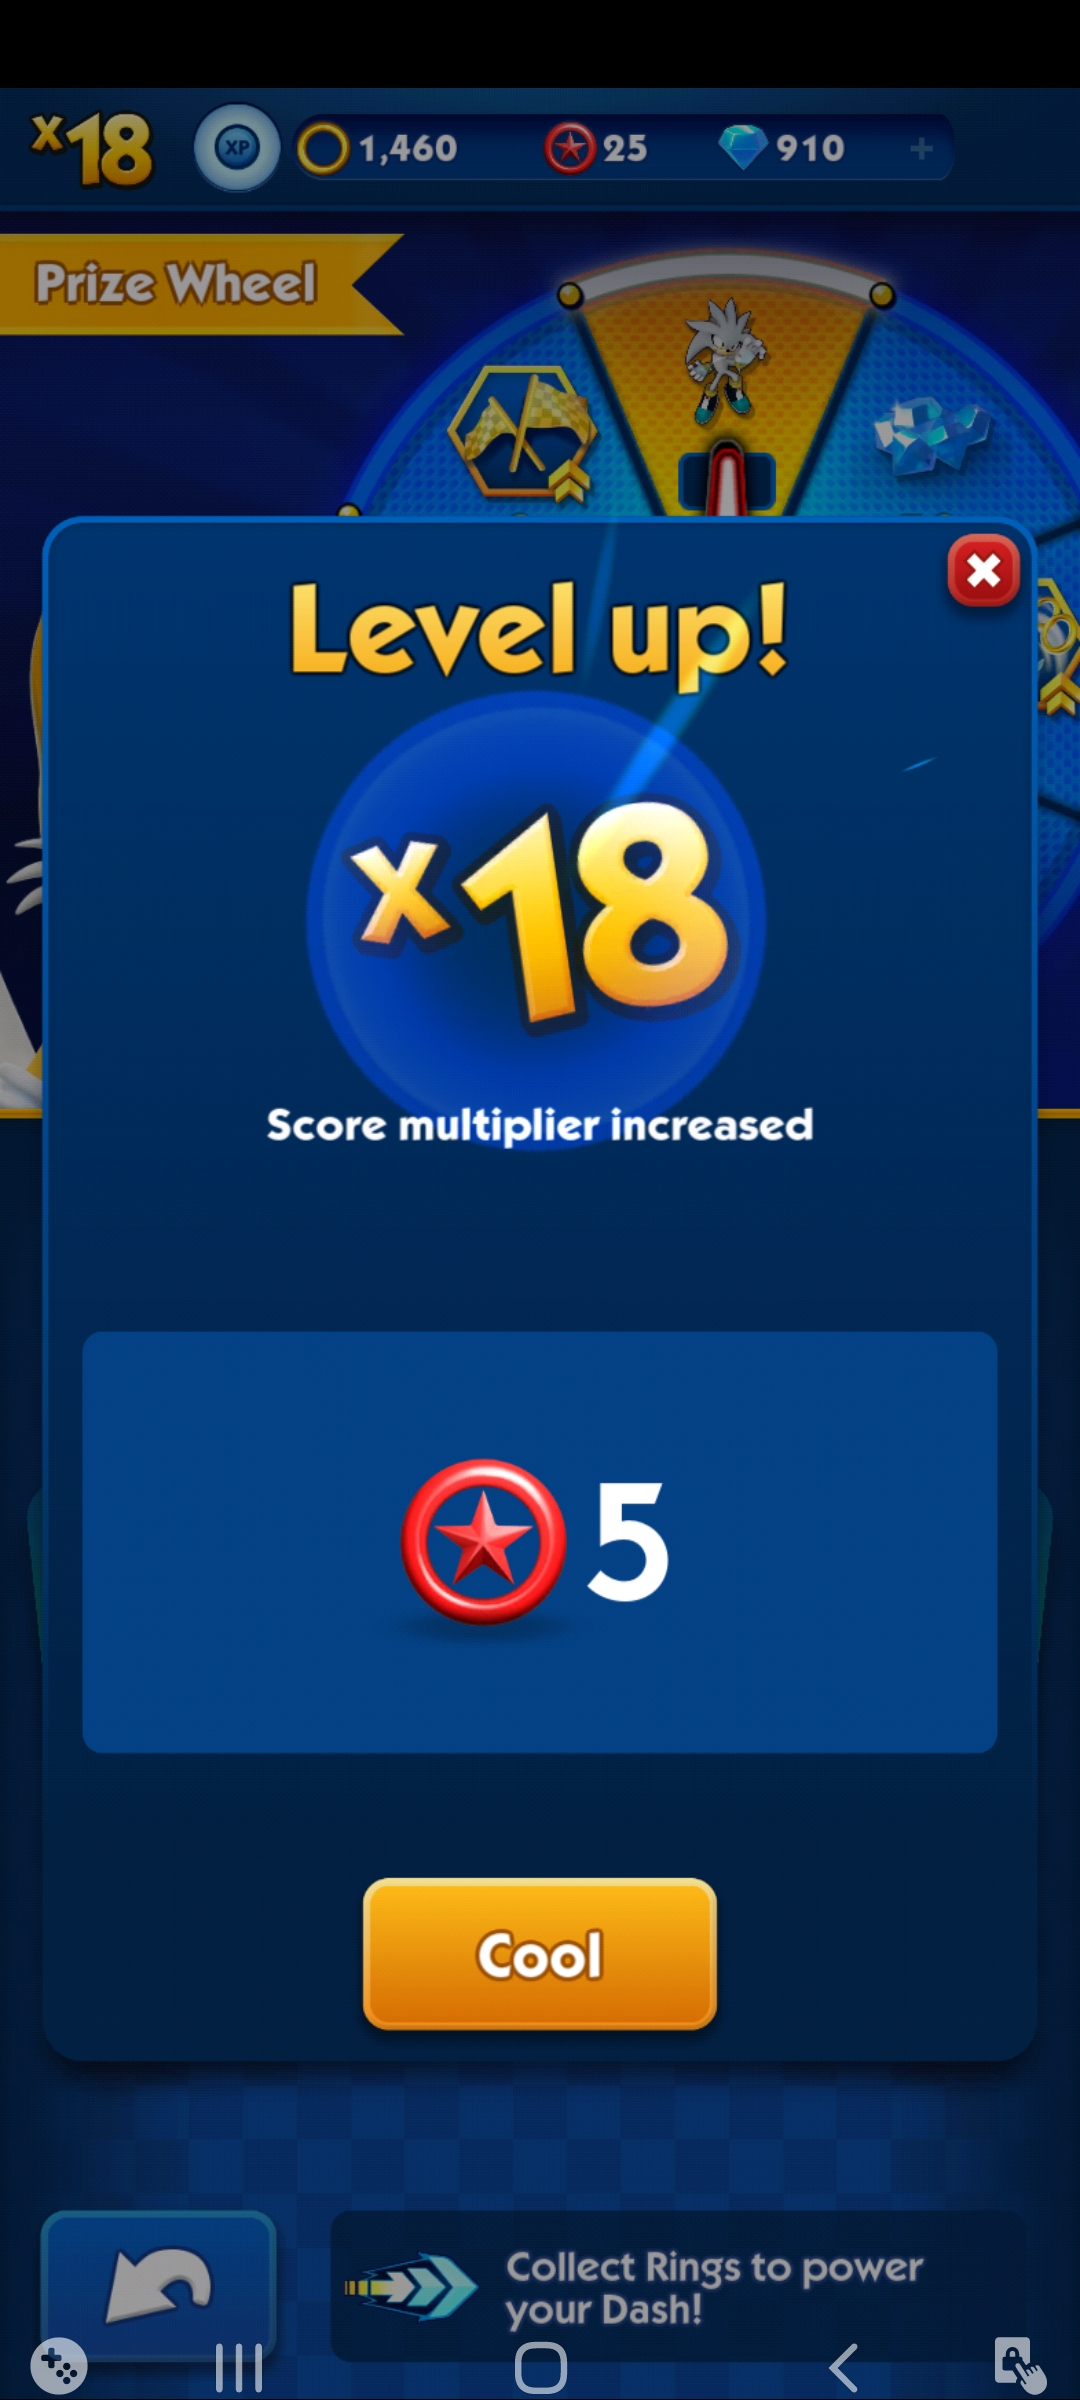 x18 XP 1,460 25 910 +
Prize Wheel
Level up!
x18
Score multiplier increased
5
Cool
Collect Rings to power
your Dash!